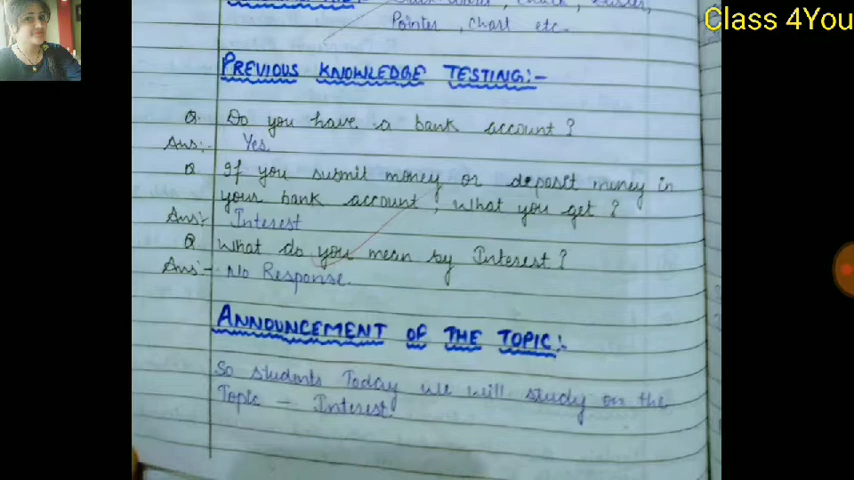 Class 4You
Pointer, Chart etc.
PREVIOUS KNOWLEDGE TESTING:-
Q. Do you have a bank account?
Ans:- Yes.
Q If you submit money or deposit money in
your bank account, What you get?
Ans:- Interest
Q What do you mean by Interest?
Ans:- No Response.
ANNOUNCEMENT OF THE TOPIC:-
So students Today we will study on the
Topic - Interest.